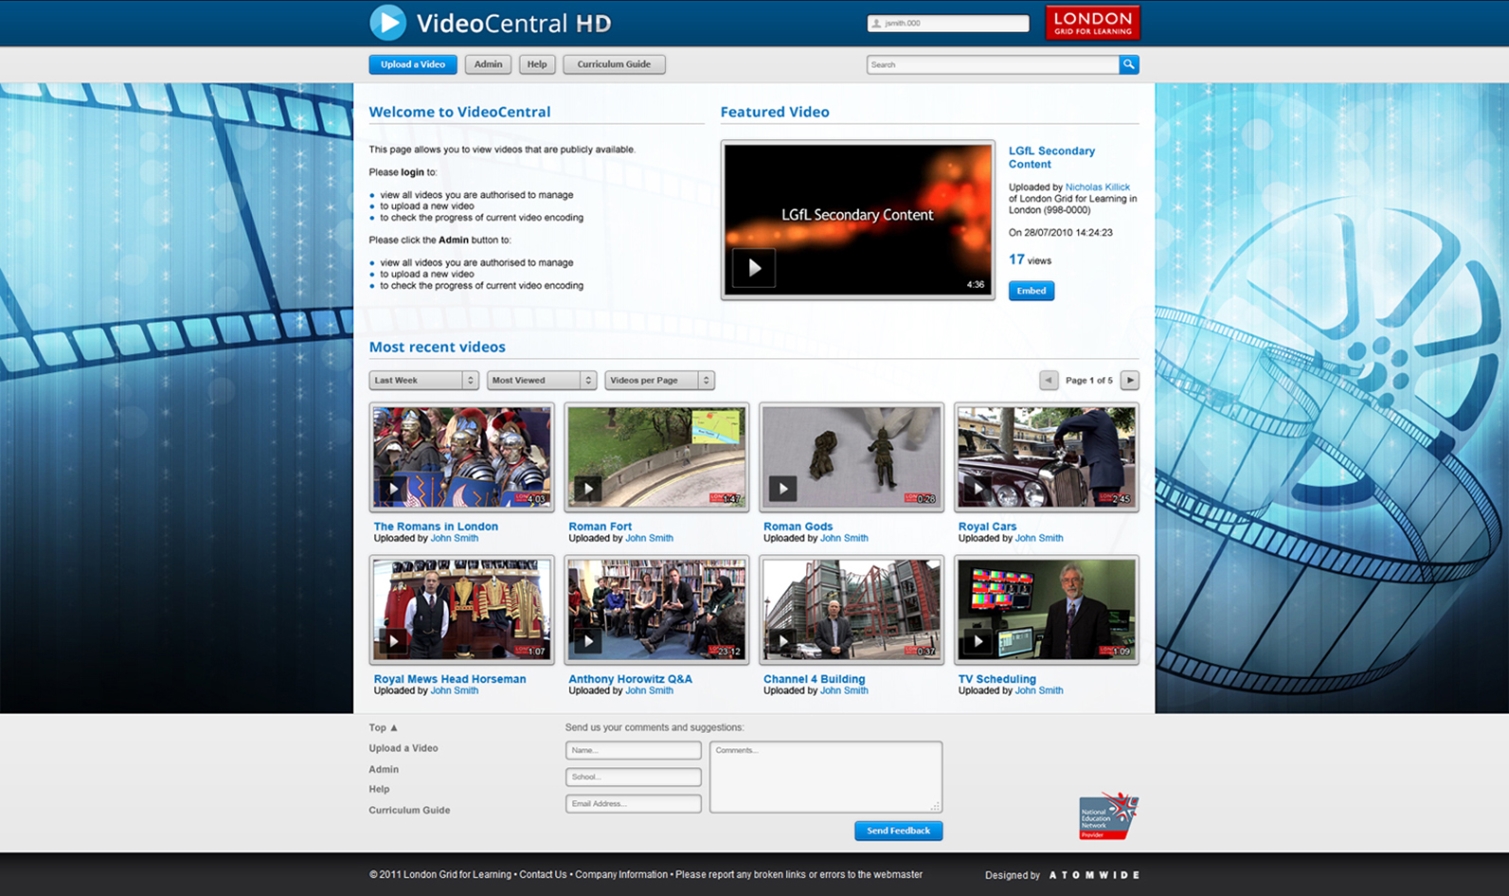 VideoCentral HD
jsmith.000
LONDON
GRID FOR LEARNING
Upload a Video
Admin
Help
Curriculum Guide
Search
Welcome to VideoCentral
This page allows you to view videos that are publicly available.
Please login to:
view all videos you are authorised to manage
to upload a new video
to check the progress of current video encoding
Please click the Admin button to:
view all videos you are authorised to manage
to upload a new video
to check the progress of current video encoding
Featured Video
LGfL Secondary Content
4:36
LGfL Secondary
Content
Uploaded by Nicholas Killick
of London Grid for Learning in
London (998-0000)
On 28/07/2010 14:24:23
17 views
Embed
Most recent videos
Last Week
Most Viewed
Videos per Page
Page 1 of 5
4:03
1:47
0:28
2:45
The Romans in London
Uploaded by John Smith
Roman Fort
Uploaded by John Smith
Roman Gods
Uploaded by John Smith
Royal Cars
Uploaded by John Smith
1:07
23:12
0:37
1:09
Royal Mews Head Horseman
Uploaded by John Smith
Anthony Horowitz Q&A
Uploaded by John Smith
Channel 4 Building
Uploaded by John Smith
TV Scheduling
Uploaded by John Smith
Top ▲
Upload a Video
Admin
Help
Curriculum Guide
Send us your comments and suggestions:
Name...
School...
Email Address...
Comments...
Send Feedback
National
Education
Network
Provider
© 2011 London Grid for Learning • Contact Us • Company Information • Please report any broken links or errors to the webmaster
Designed by ATOMWIDE